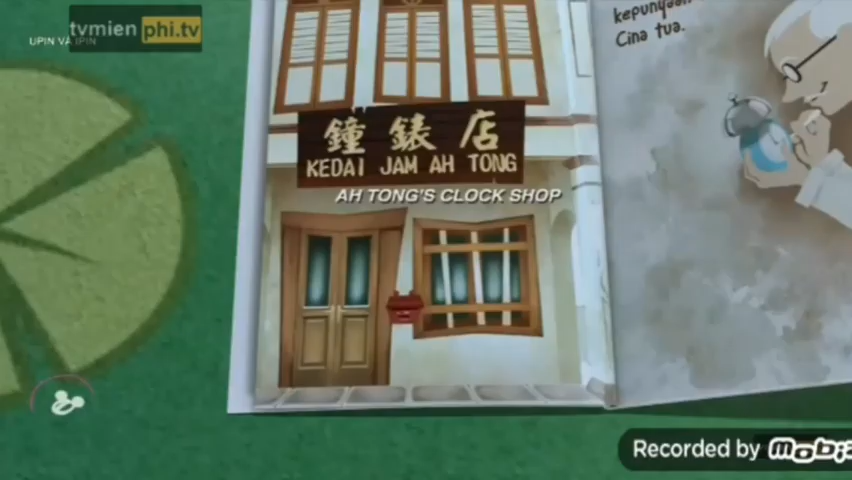 tvmienphi.tv
UPIN VÀ IPIN
kepunyaan
Cina tua.
鐘錶店
KEDAI JAM AH TONG
AH TONG'S CLOCK SHOP
Recorded by